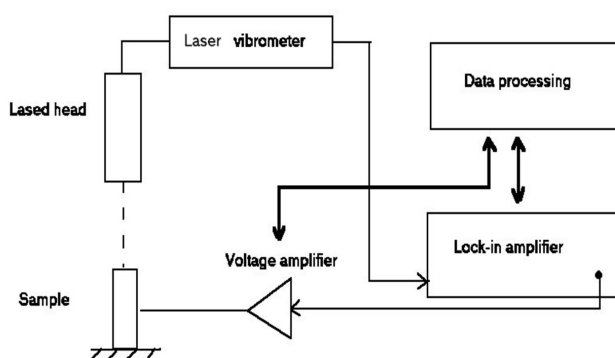 Laser vibrometer
Data processing
Lased head
Lock-in amplifier
Voltage amplifier
Sample